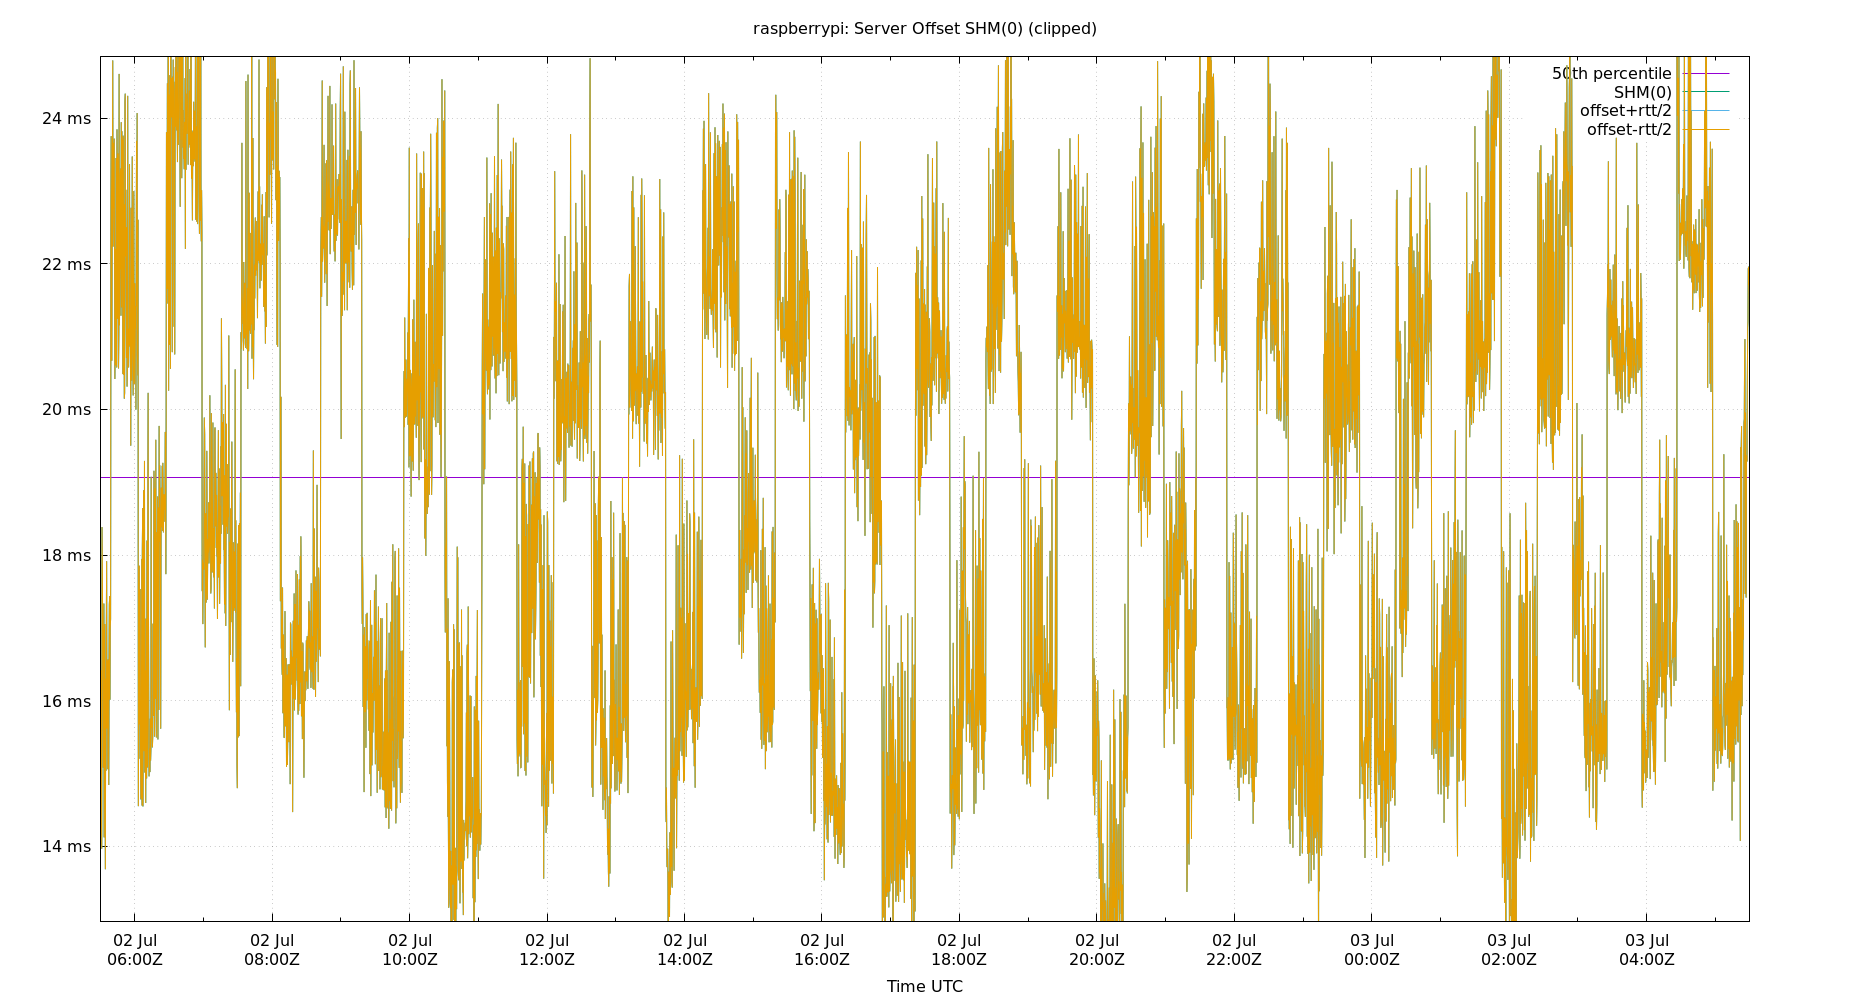 raspberrypi: Server Offset SHM(0) (clipped)
50th percentile
SHM(0)
offset+rtt/2
offset-rtt/2
24 ms
22 ms
20 ms
18 ms
16 ms
14 ms
02 Jul 02 Jul 02 Jul 02 Jul 02 Jul 02 Jul 02 Jul 02 Jul 02 Jul 03 Jul 03 Jul 03 Jul
06:00Z 08:00Z 10:00Z 12:00Z 14:00Z 16:00Z 18:00Z 20:00Z 22:00Z 00:00Z 02:00Z 04:00Z
Time UTC